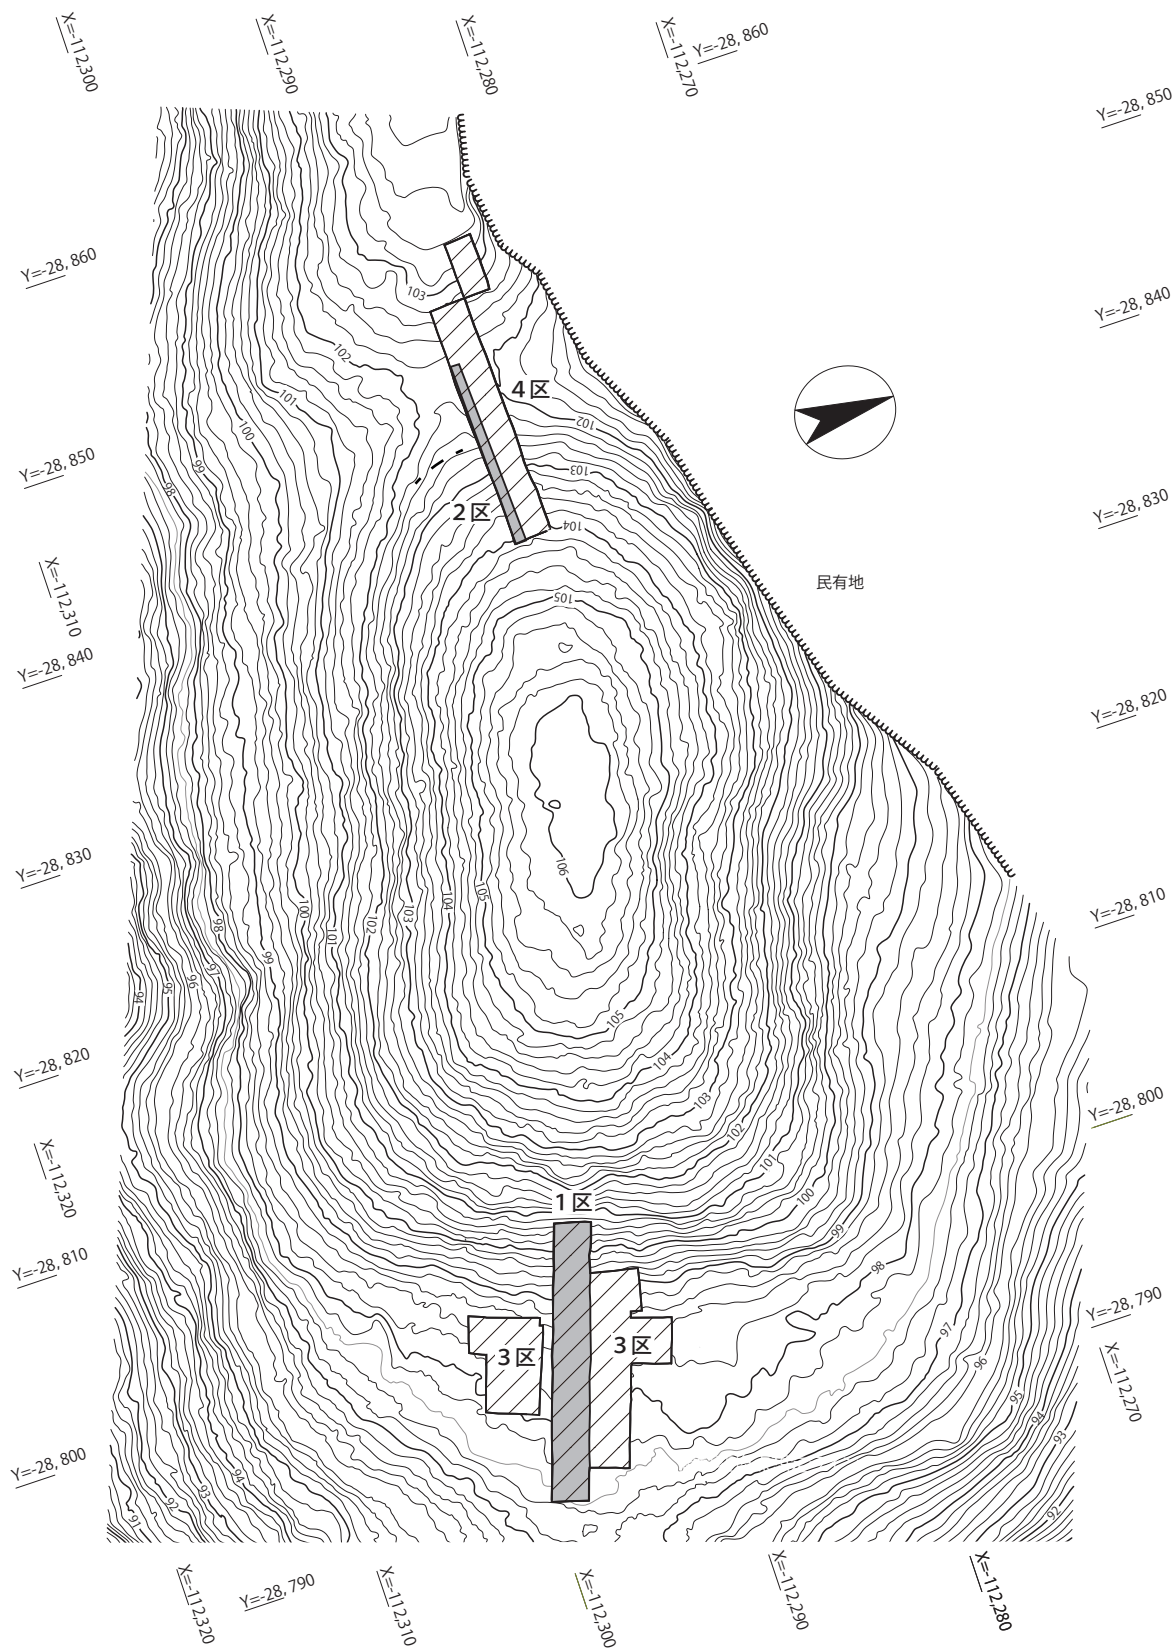 X=-112,300
X=-112,290
X=-112,280
X=-112,270
Y=-28, 860
Y=-28, 850
Y=-28, 860
103
Y=-28, 840
102
4区
101
102
100
99
103
Y=-28, 850
98
2区
104
Y=-28, 830
民有地
X=-112,310
105
Y=-28, 840
Y=-28, 820
Y=-28, 830
106
105
104
103
102
101
100
99
98
97
96
95
94
Y=-28, 810
105
104
Y=-28, 820
103
Y=-28, 800
102
101
X=-112,320
1区
100
99
98
Y=-28, 810
Y=-28, 790
97
3区
3区
96
X=-112,270
95
94
93
Y=-28, 800
94
93
92
91
92
X=-112,320
Y=-28, 790
X=-112,310
X=-112,300
X=-112,290
X=-112,280